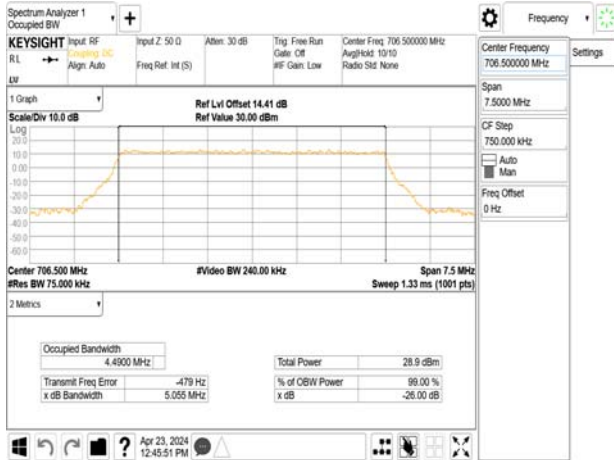 Spectrum Analyzer 1
Occupied BW
+
Frequency
KEYSIGHT
Input: RF
Coupling: DC
Align: Auto
Input Z: 50 Ω
Freq Ref: Int (S)
Atten: 30 dB
Trig: Free Run
Gate: Off
#IF Gain: Low
Center Freq: 706.500000 MHz
Avg|Hold: 10/10
Radio Std: None
RL
Center Frequency
706.500000 MHz
Settings
Span
7.5000 MHz
CF Step
750.000 kHz
Auto
Man
Freq Offset
0 Hz
1 Graph
Scale/Div 10.0 dB
Ref Lvl Offset 14.41 dB
Ref Value 30.00 dBm
Log
20.0
10.0
0.00
-10.0
-20.0
-30.0
-40.0
-50.0
-60.0
Center 706.500 MHz
#Res BW 75.000 kHz
#Video BW 240.00 kHz
Span 7.5 MHz
Sweep 1.33 ms (1001 pts)
2 Metrics
Occupied Bandwidth
4.4900 MHz
Total Power 28.9 dBm
Transmit Freq Error -479 Hz
% of OBW Power 99.00 %
x dB Bandwidth 5.055 MHz
x dB -26.00 dB
?
Apr 23, 2024
12:45:51 PM